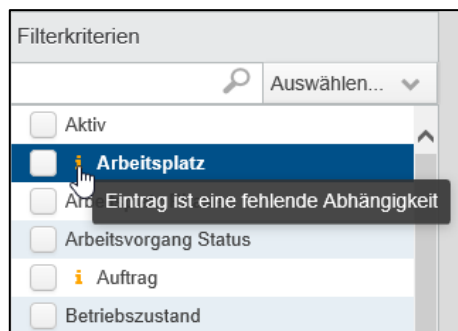 Filterkriterien
Auswählen...
Aktiv
i Arbeitsplatz
Eintrag ist eine fehlende Abhängigkeit
Arbeitsvorgang Status
i Auftrag
Betriebszustand